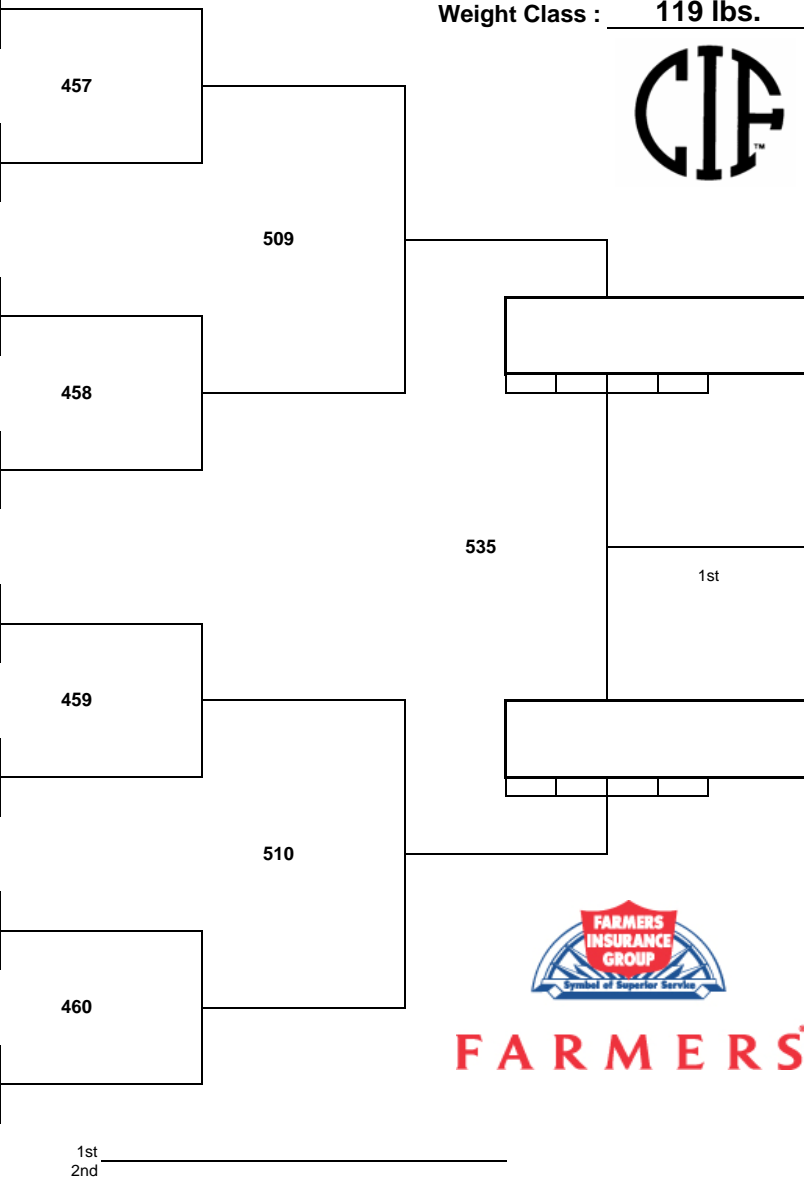 Weight Class : 119 lbs.
457
CIF™
509
458
535
1st
459
510
FARMERS
INSURANCE
GROUP
Symbol of Superior Service
460
FARMERS®
1st
2nd